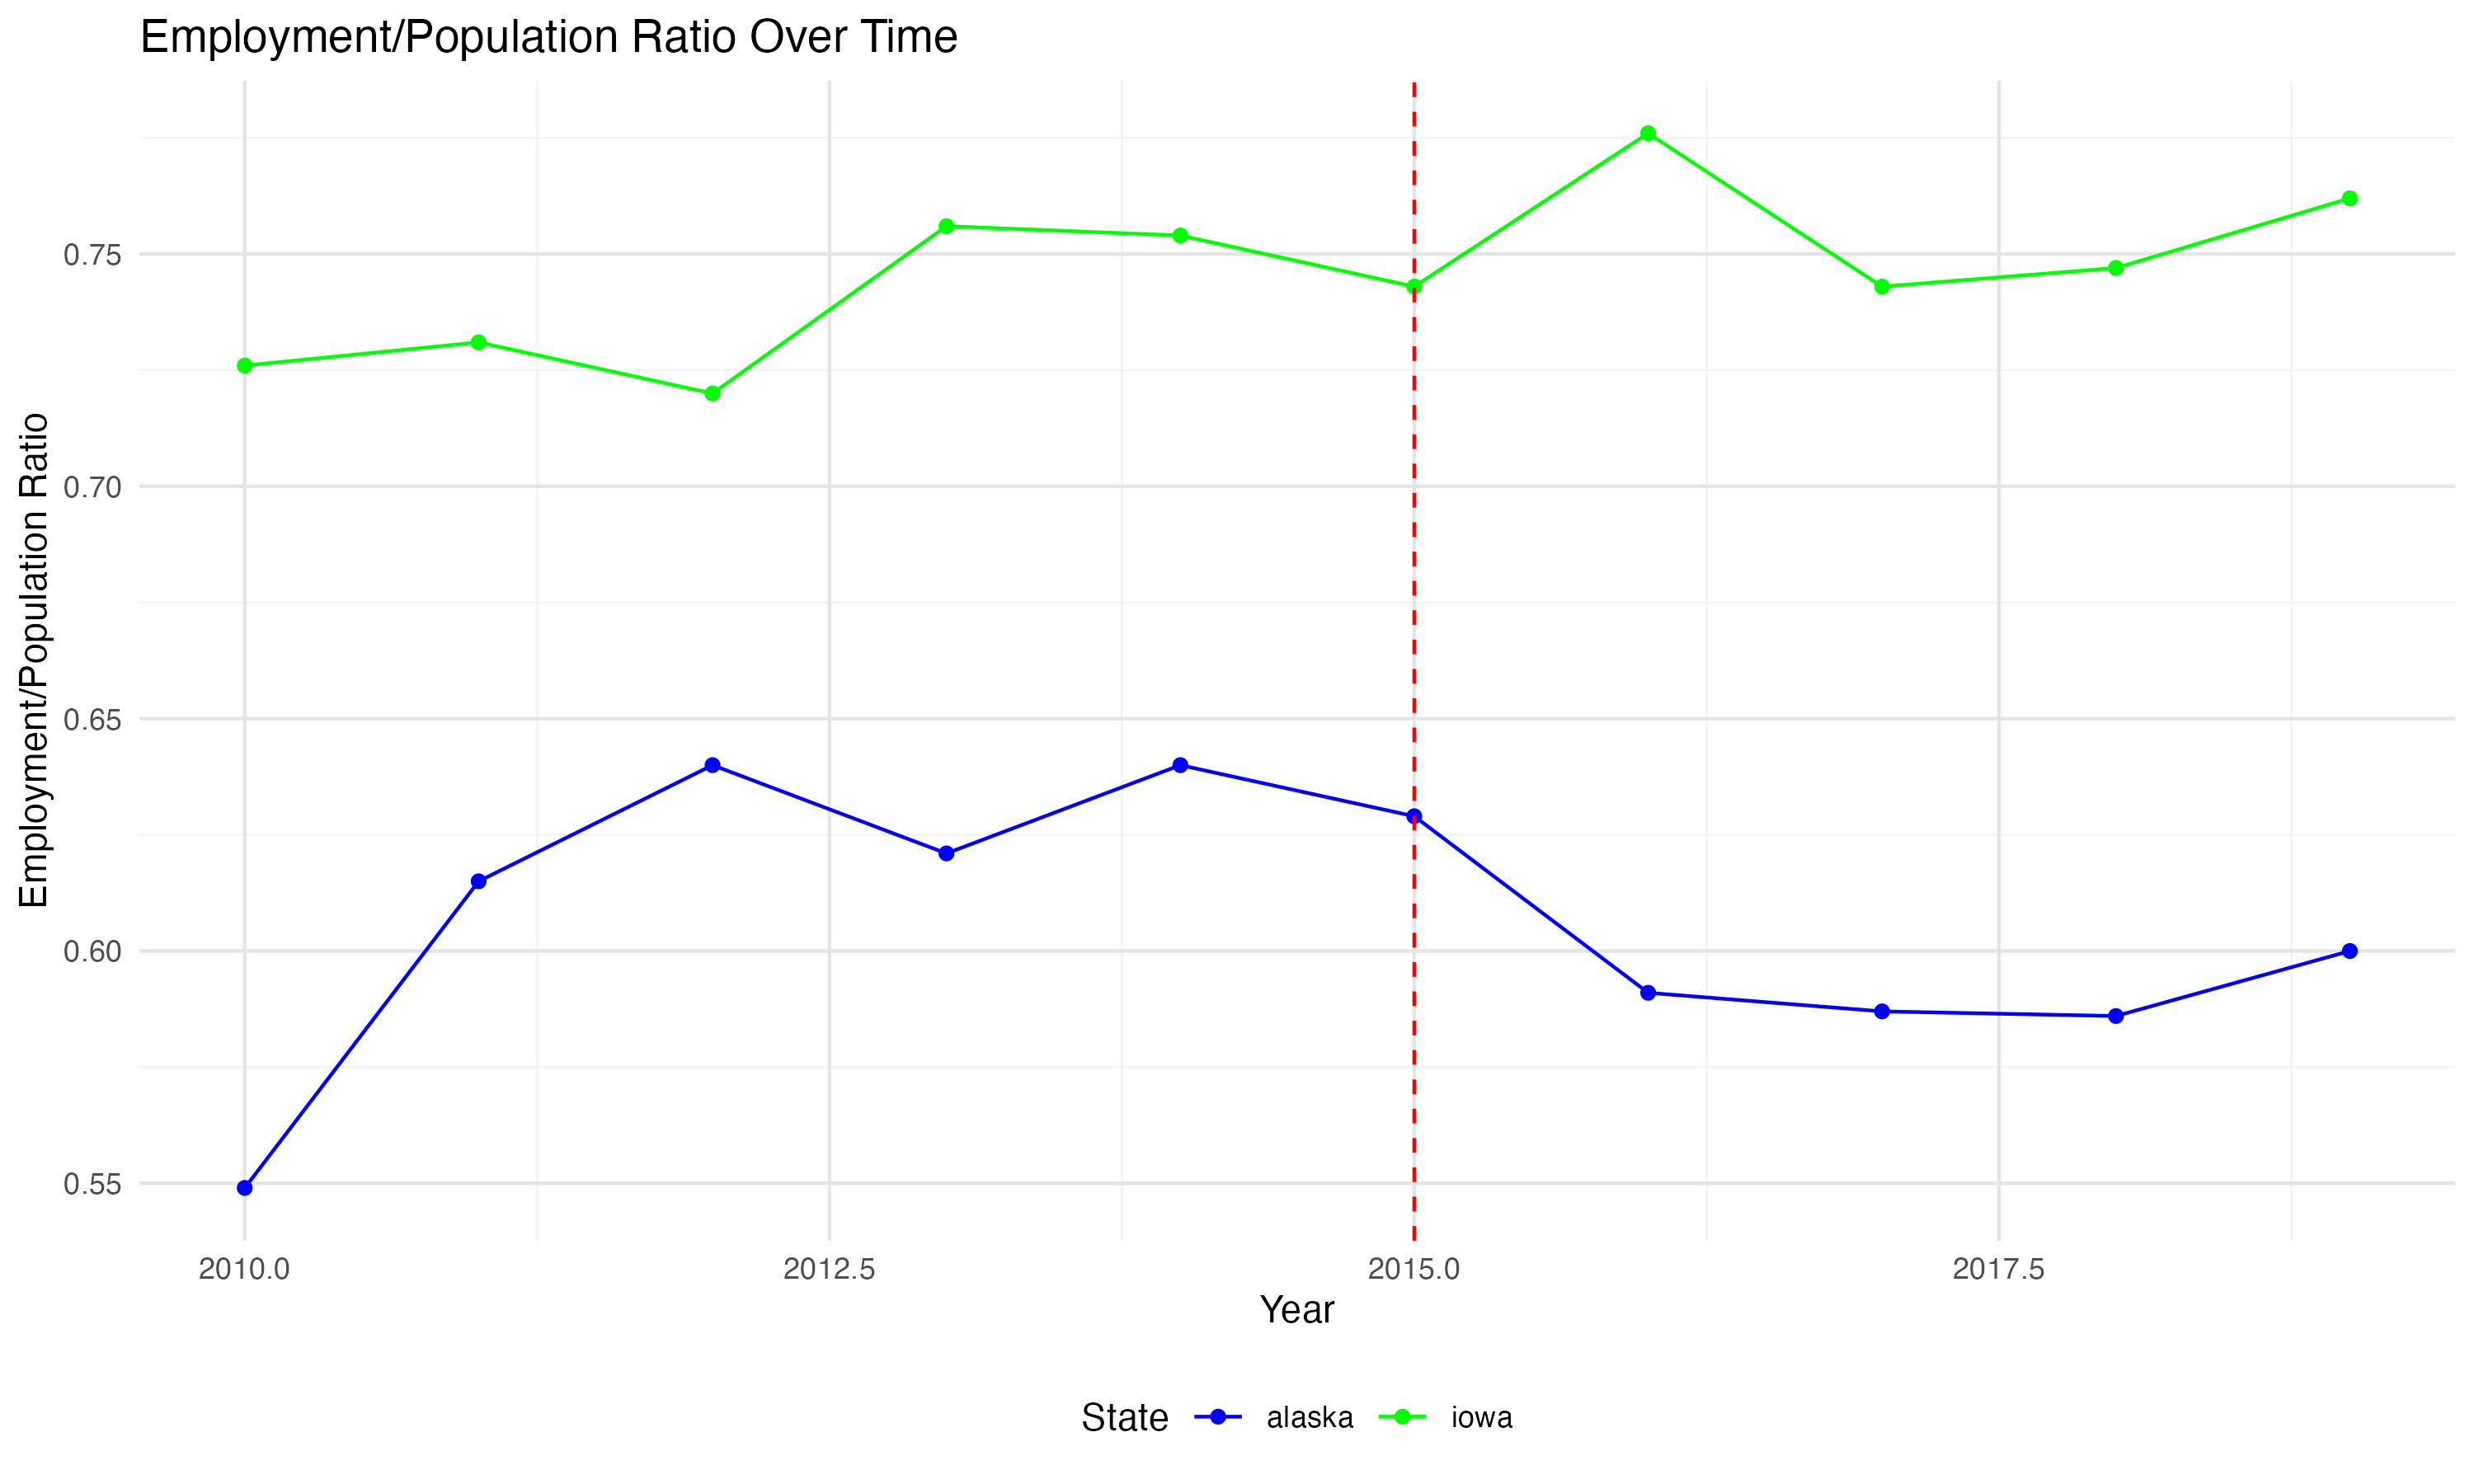 Employment/Population Ratio Over Time
Employment/Population Ratio
0.75
0.70
0.65
0.60
0.55
2010.0 2012.5 2015.0 2017.5
Year
State alaska iowa